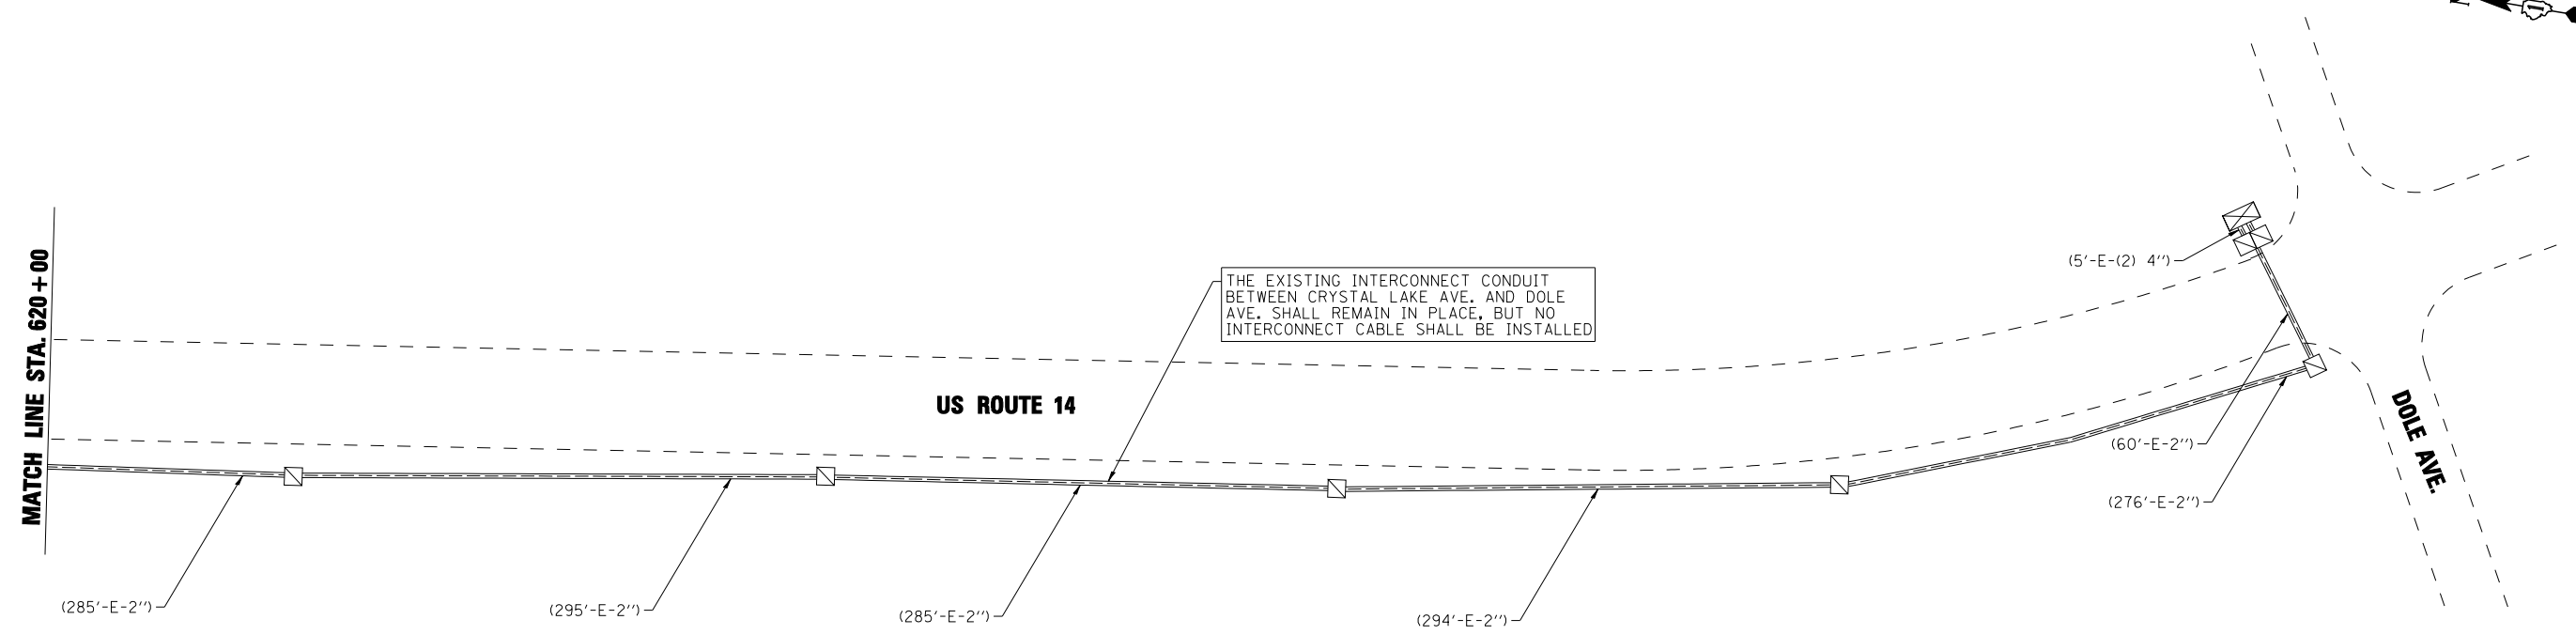 MATCH LINE STA. 620+00
THE EXISTING INTERCONNECT CONDUIT
BETWEEN CRYSTAL LAKE AVE. AND DOLE
AVE. SHALL REMAIN IN PLACE, BUT NO
INTERCONNECT CABLE SHALL BE INSTALLED
US ROUTE 14
(5'-E-(2) 4'')
(60'-E-2'')
(276'-E-2'')
DOLE AVE.
(285'-E-2'')
(295'-E-2'')
(285'-E-2'')
(294'-E-2'')